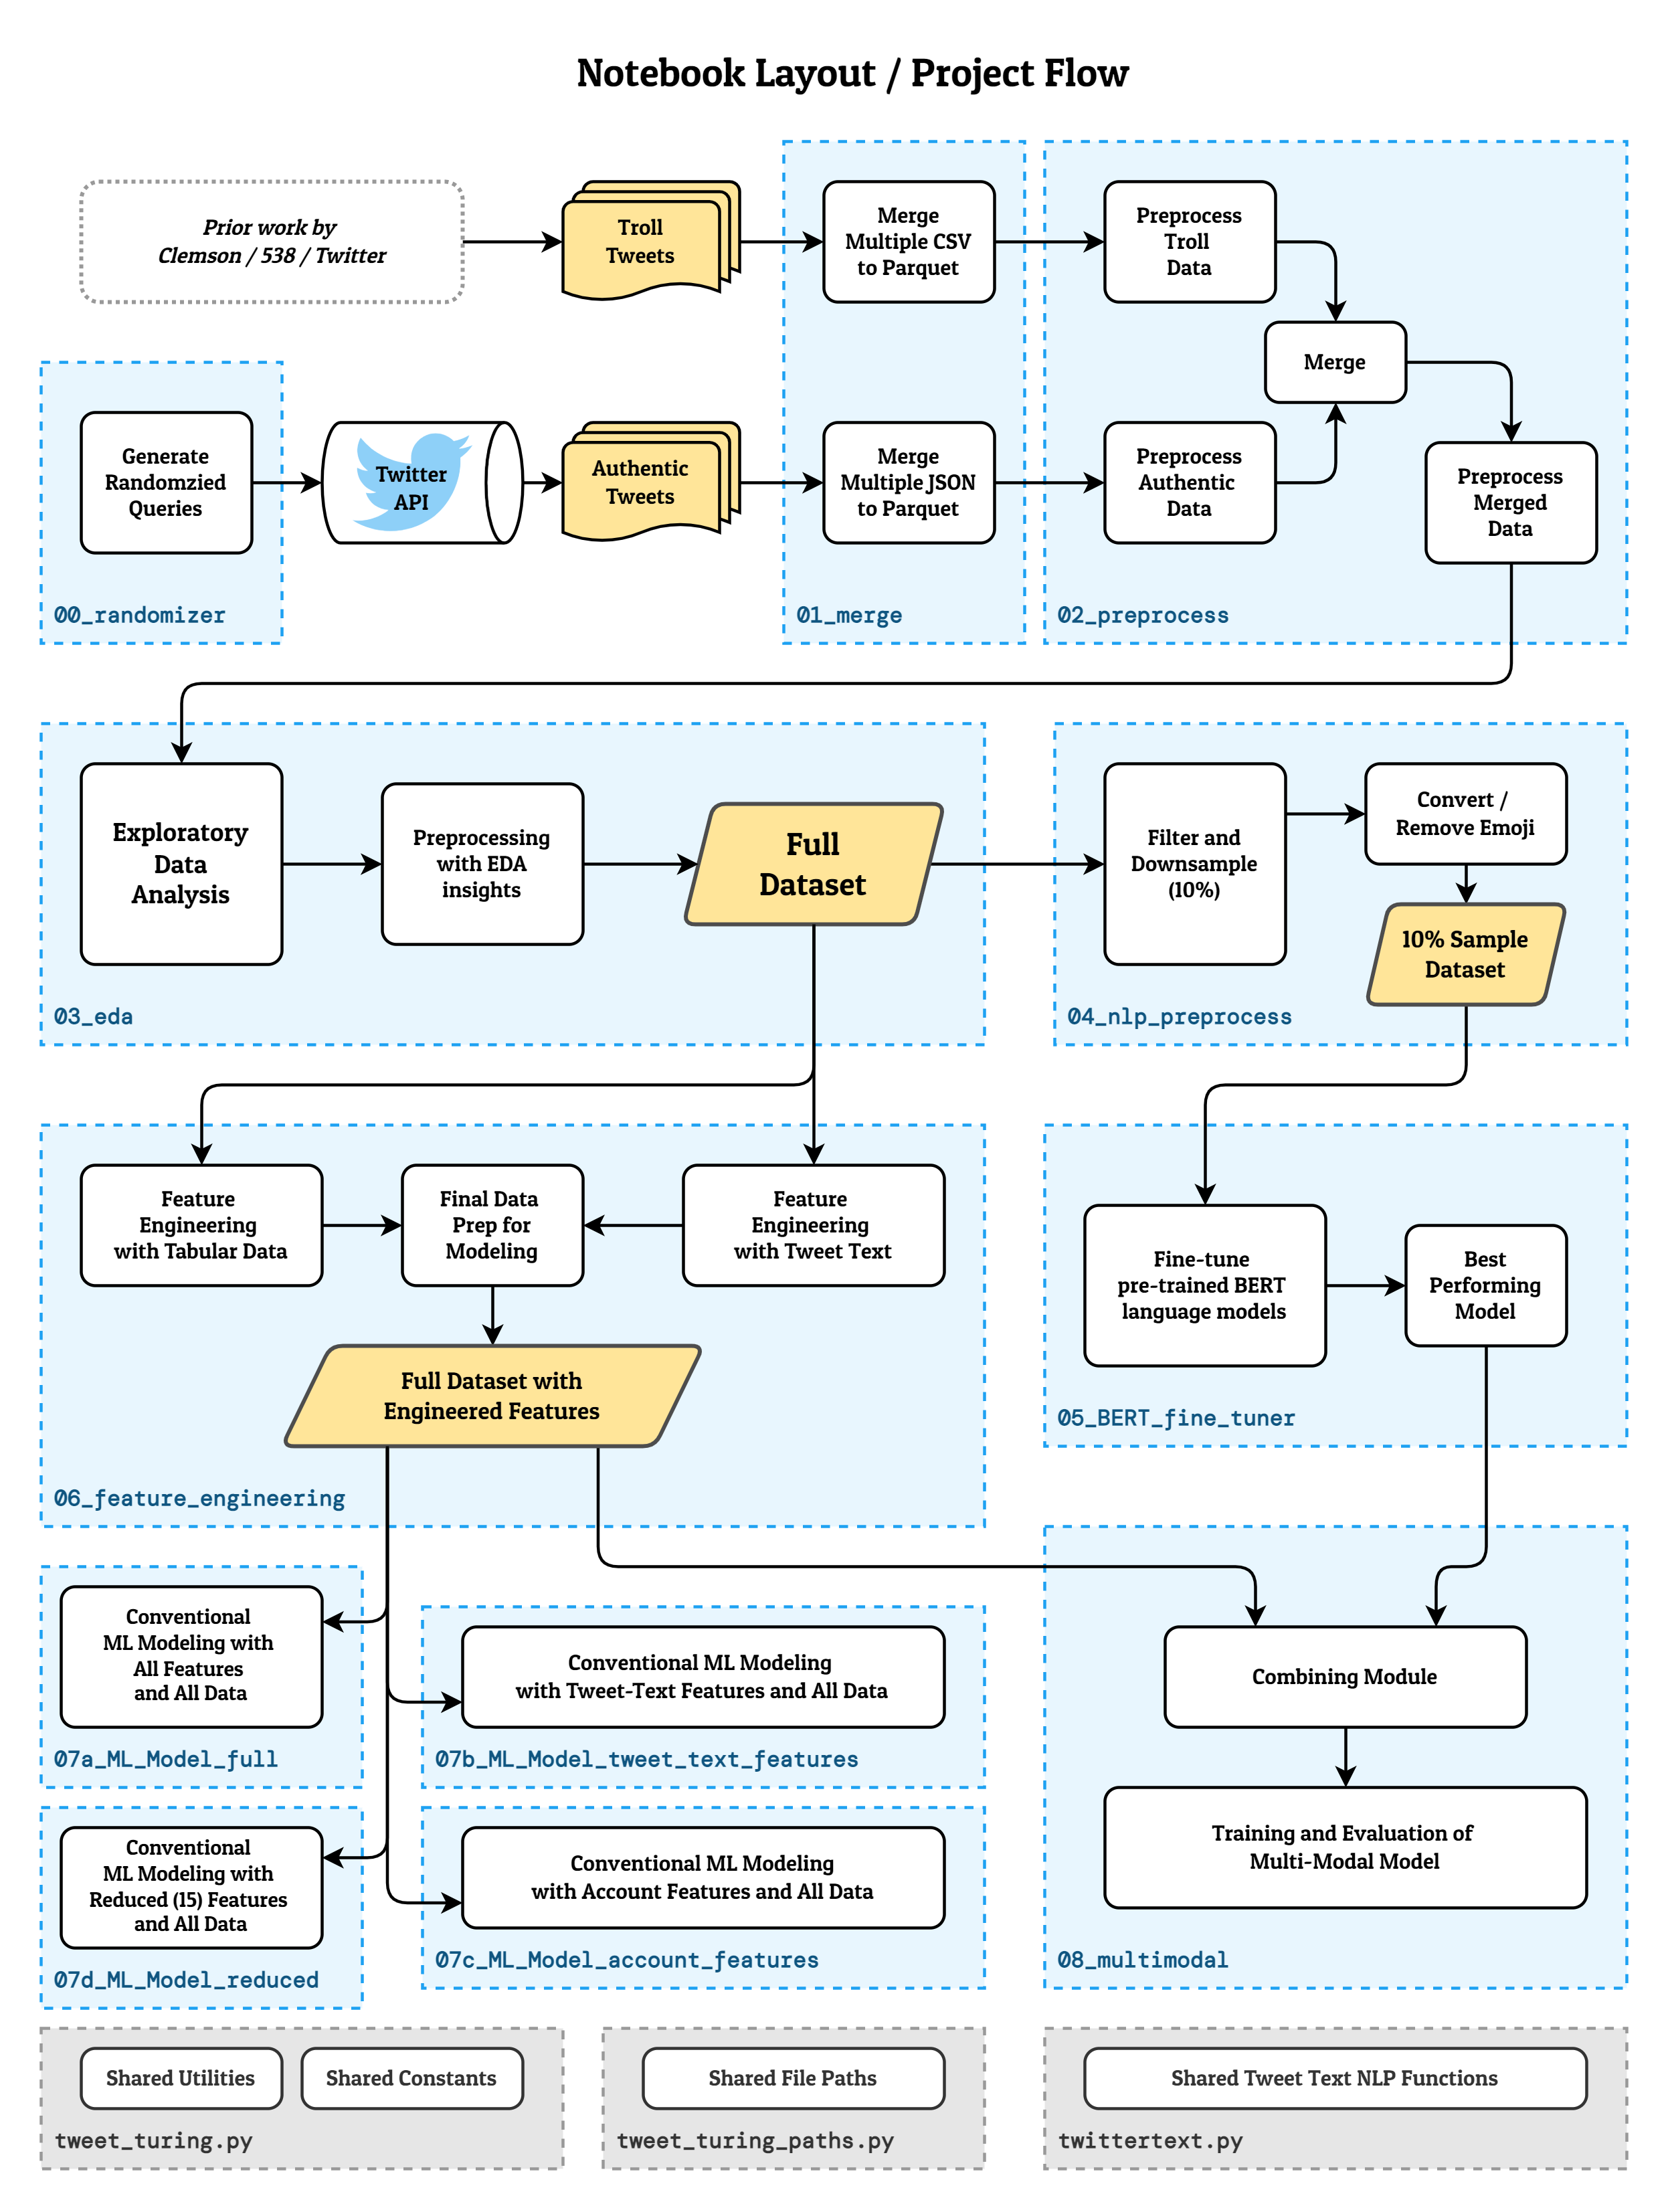 Notebook Layout / Project Flow
Prior work by
Clemson / 538 / Twitter
Troll
Tweets
Merge
Multiple CSV
to Parquet
Preprocess
Troll
Data
Merge
Generate
Randomzied
Queries
Twitter
API
Authentic
Tweets
Merge
Multiple JSON
to Parquet
Preprocess
Authentic
Data
Preprocess
Merged
Data
00_randomizer
01_merge
02_preprocess
Exploratory
Data
Analysis
Preprocessing
with EDA
insights
Full
Dataset
03_eda
Filter and
Downsample
(10%)
Convert /
Remove Emoji
10% Sample
Dataset
04_nlp_preprocess
Feature
Engineering
with Tabular Data
Final Data
Prep for
Modeling
Feature
Engineering
with Tweet Text
Full Dataset with
Engineered Features
06_feature_engineering
Fine-tune
pre-trained BERT
language models
Best
Performing
Model
05_BERT_fine_tuner
Conventional
ML Modeling with
All Features
and All Data
07a_ML_Model_full
Conventional ML Modeling
with Tweet-Text Features and All Data
07b_ML_Model_tweet_text_features
Conventional
ML Modeling with
Reduced (15) Features
and All Data
07d_ML_Model_reduced
Conventional ML Modeling
with Account Features and All Data
07c_ML_Model_account_features
Combining Module
Training and Evaluation of
Multi-Modal Model
08_multimodal
Shared Utilities
Shared Constants
tweet_turing.py
Shared File Paths
tweet_turing_paths.py
Shared Tweet Text NLP Functions
twittertext.py